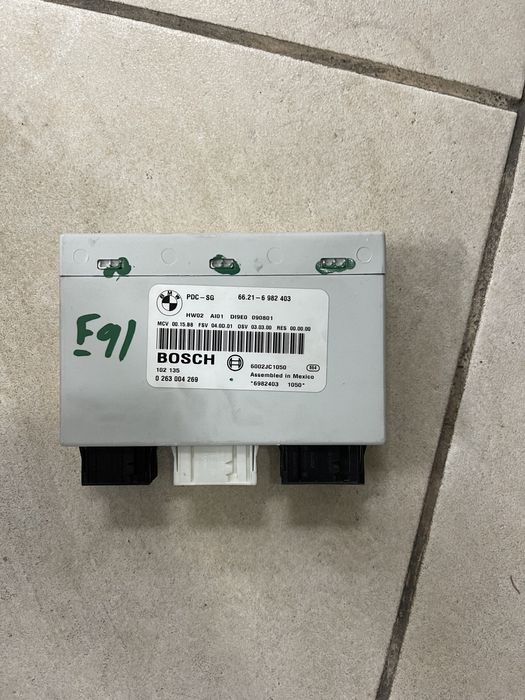 E91
BMW
PDC-SG 66.21-6 982 403
HW02 AI01 DI9E0 090801
MCV 00.15.88 FSV 04.00.01 OSV 03.03.00 RES 00.00.00
BOSCH
102 135
0 263 004 269
6002JC1050
864
Assembled in Mexico
*6982403 1050*